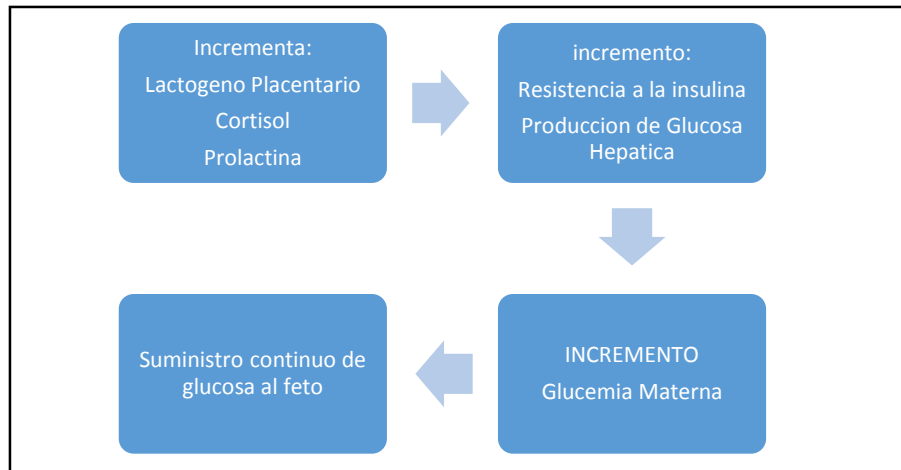 Incrementa:
Lactogeno Placentario
Cortisol
Prolactina
incremento:
Resistencia a la insulina
Produccion de Glucosa
Hepatica
INCREMENTO
Glucemia Materna
Suministro continuo de
glucosa al feto